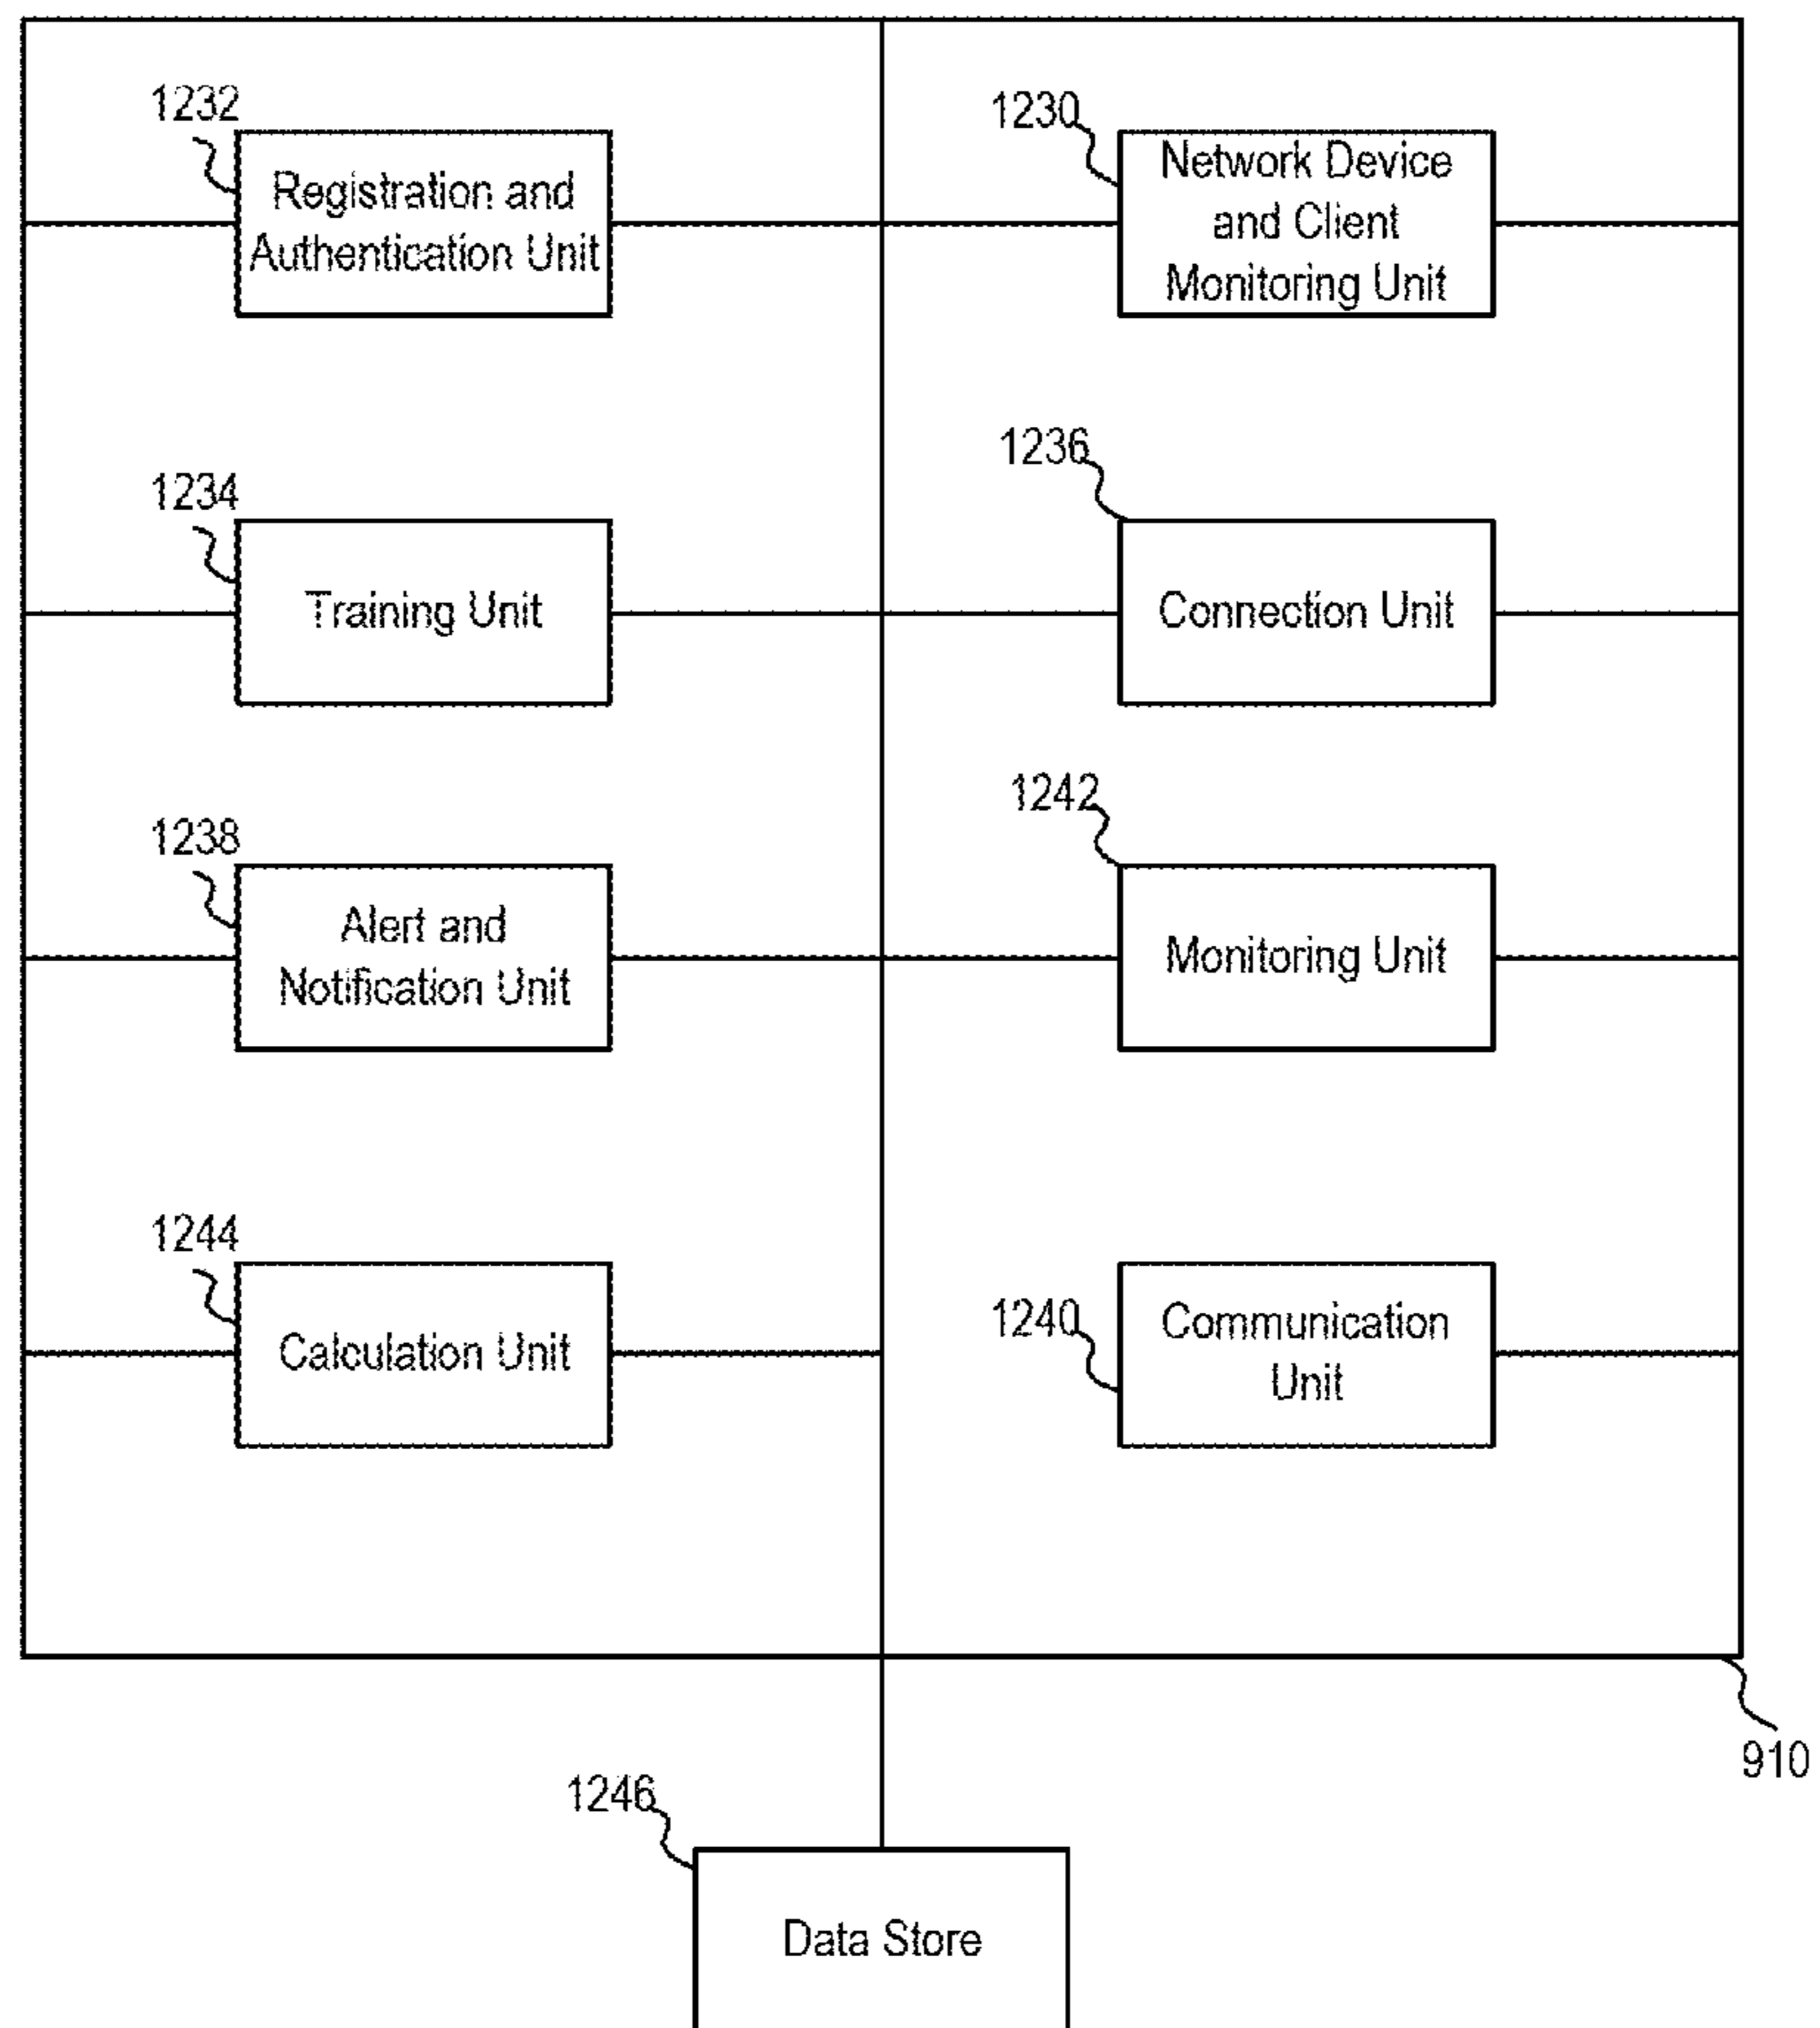 1232
Registration and
Authentication Unit
1230
Network Device
and Client
Monitoring Unit
1234
Training Unit
1236
Connection Unit
1238
Alert and
Notification Unit
1242
Monitoring Unit
1244
Calculation Unit
1240
Communication
Unit
910
1246
Data Store